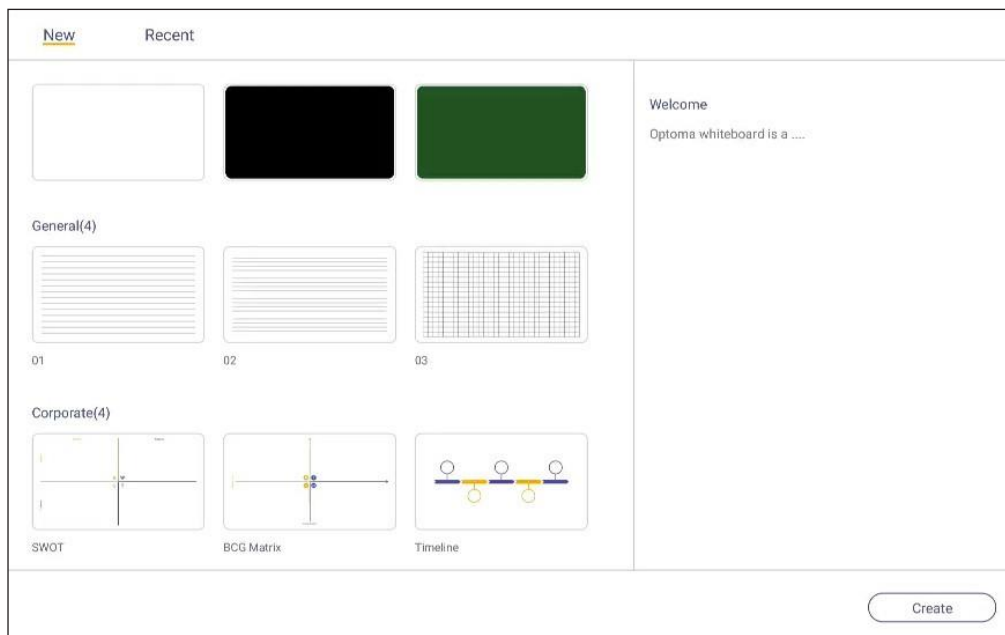 New
Recent
Welcome
Optoma whiteboard is a ....
General(4)
01
02
03
Corporate(4)
SWOT
BCG Matrix
Timeline
Create